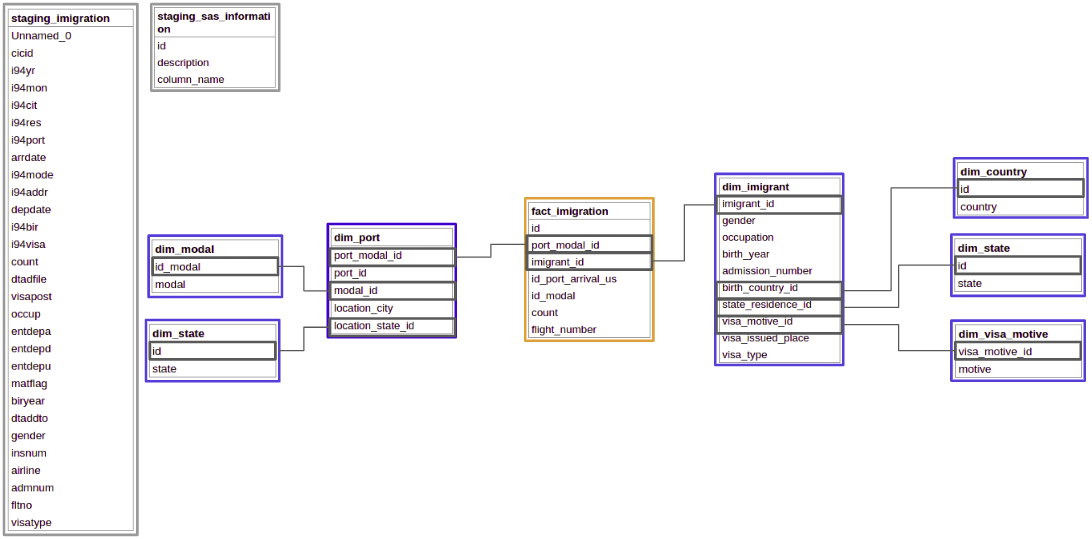 staging_imigration
Unnamed_0
cicid
i94yr
i94mon
i94cit
i94res
i94port
arrdate
i94mode
i94addr
depdate
i94bir
i94visa
count
dtadfile
visapost
occup
entdepa
entdepd
entdepu
matflag
biryear
dtaddto
gender
insnum
airline
admnum
fltno
visatype
staging_sas_informati
on
id
description
column_name
dim_modal
id_modal
modal
dim_state
id
state
dim_port
port_modal_id
port_id
modal_id
location_city
location_state_id
fact_imigration
id
port_modal_id
imigrant_id
id_port_arrival_us
id_modal
count
flight_number
dim_imigrant
imigrant_id
gender
occupation
birth_year
admission_number
birth_country_id
state_residence_id
visa_motive_id
visa_issued_place
visa_type
dim_country
id
country
dim_state
id
state
dim_visa_motive
visa_motive_id
motive